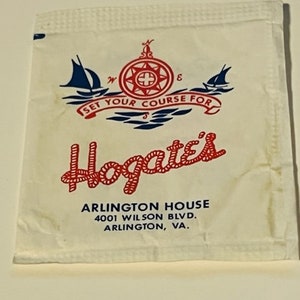 N
W E
SET YOUR COURSE FOR
S
Hogate's
ARLINGTON HOUSE
4001 WILSON BLVD.
ARLINGTON, VA.